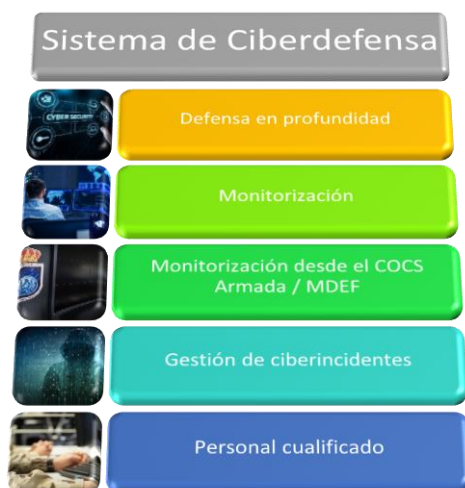 Sistema de Ciberdefensa
CYBER SECURITY
Defensa en profundidad
Monitorización
Monitorización desde el COCS
Armada / MDEF
Gestión de ciberincidentes
Personal cualificado